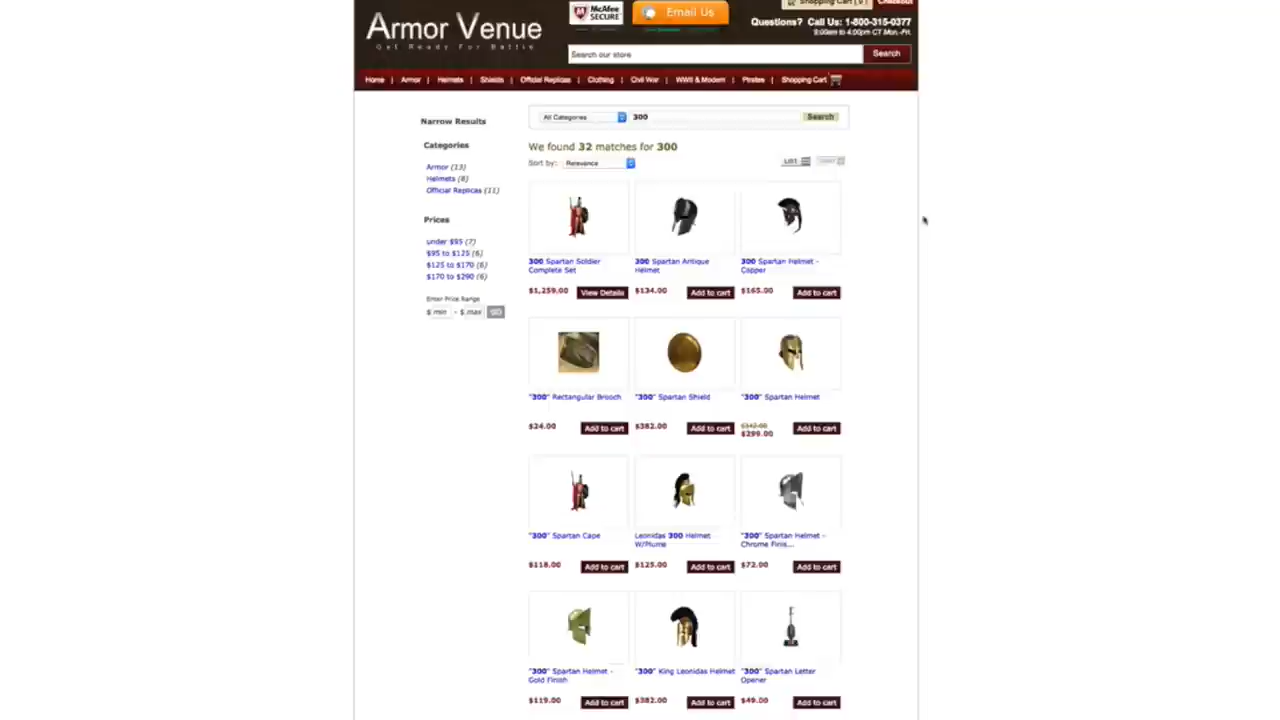 Shopping Cart (0) Checkout
McAfee SECURE
Email Us
Questions? Call Us: 1-800-315-0377
9:00am to 4:00pm CT Mon.-Fri.
Armor Venue
Get Ready For Battle
Search our store Search
Home | Armor | Helmets | Shields | Official Replicas | Clothing | Civil War | WWII & Modern | Pirates | Shopping Cart
Narrow Results
Categories
Armor (13)
Helmets (8)
Official Replicas (11)
Prices
under $95 (7)
$95 to $125 (6)
$125 to $170 (6)
$170 to $290 (6)
Enter Price Range
$ min - $ max GO
All Categories 300 Search
We found 32 matches for 300
Sort by: Relevance LIST
300 Spartan Soldier Complete Set
$1,259.00 View Details
300 Spartan Antique Helmet
$134.00 Add to cart
300 Spartan Helmet - Copper
$165.00 Add to cart
"300" Rectangular Brooch
$24.00 Add to cart
"300" Spartan Shield
$382.00 Add to cart
"300" Spartan Helmet
$342.00
$299.00 Add to cart
"300" Spartan Cape
$118.00 Add to cart
Leonidas 300 Helmet W/Plume
$125.00 Add to cart
"300" Spartan Helmet - Chrome Finis...
$72.00 Add to cart
"300" Spartan Helmet - Gold Finish
$119.00 Add to cart
"300" King Leonidas Helmet
$382.00 Add to cart
"300" Spartan Letter Opener
$49.00 Add to cart